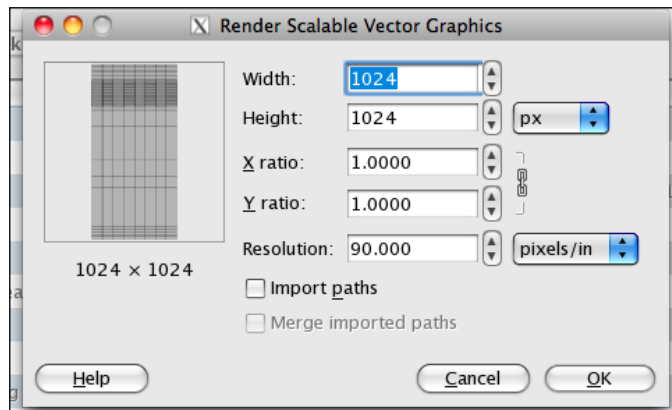 Render Scalable Vector Graphics
k
Width: 1024
Height: 1024 px
X ratio: 1.0000
Y ratio: 1.0000
Resolution: 90.000 pixels/in
1024 × 1024
Import paths
ea
Merge imported paths
Help Cancel OK
g